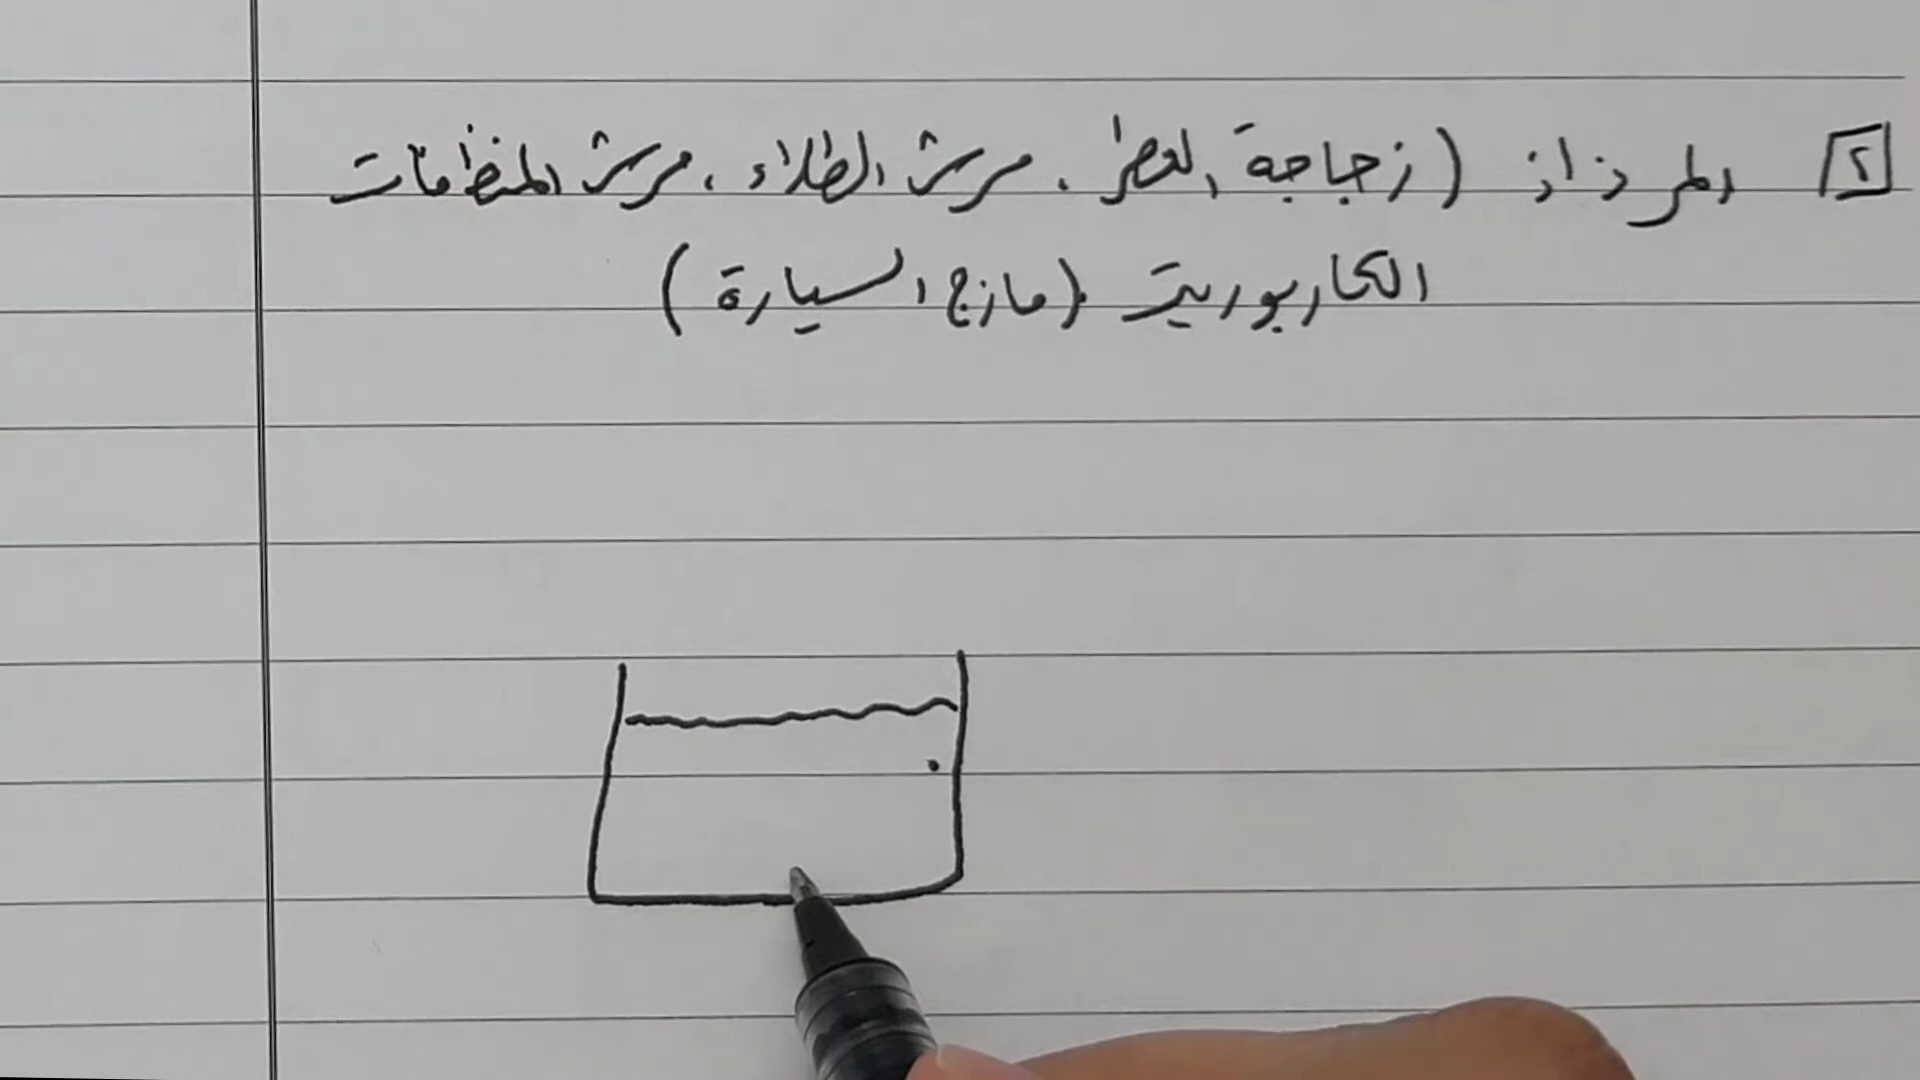 ٢ المرذاذ (زجاجة العطر، مرش الطلاء، مرش المنظفات
الكاربوريتر (مازج السيارة)